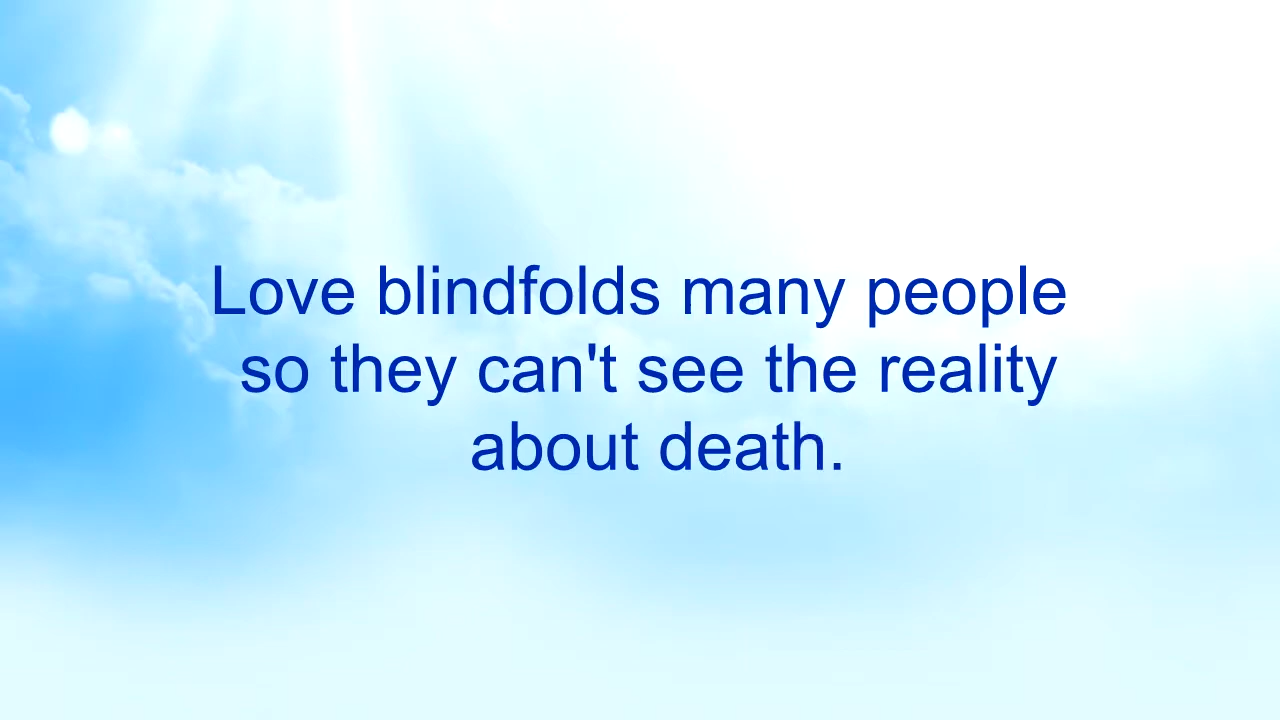 Love blindfolds many people
so they can't see the reality
about death.